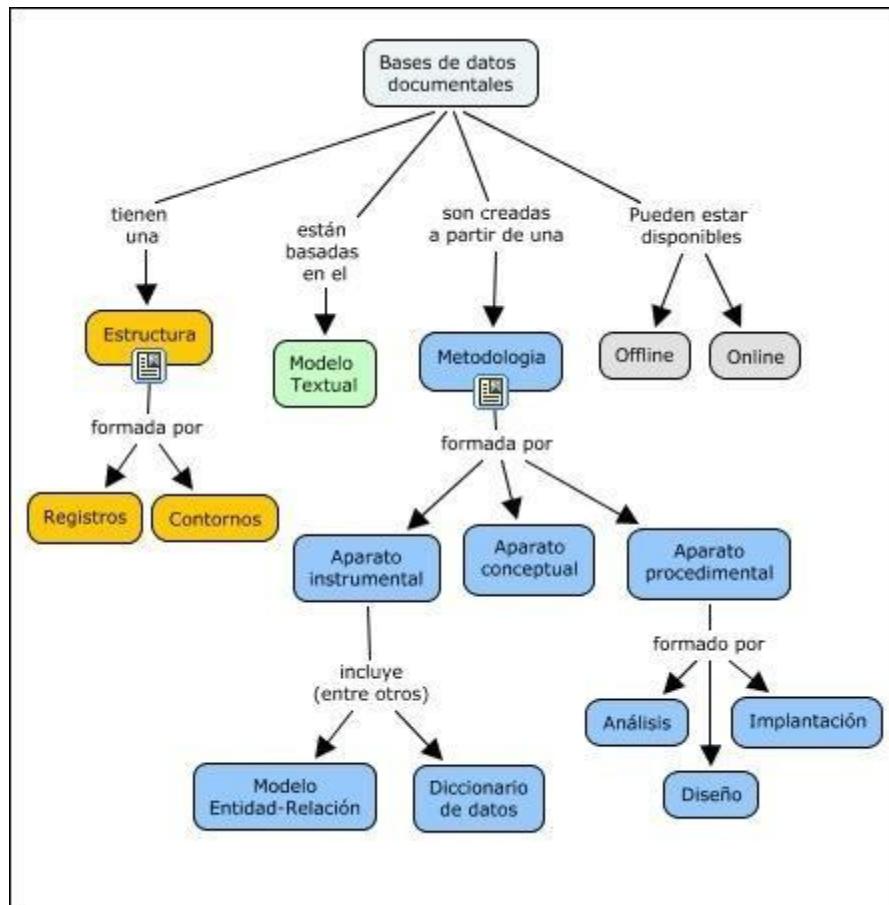 Bases de datos
documentales
tienen
una
están
basadas
en el
son creadas
a partir de una
Pueden estar
disponibles
Estructura
Modelo
Textual
Metodologia
Offline
Online
formada por
formada por
Registros
Contornos
Aparato
instrumental
Aparato
conceptual
Aparato
procedimental
incluye
(entre otros)
formado por
Análisis
Implantación
Modelo
Entidad-Relación
Diccionario
de datos
Diseño